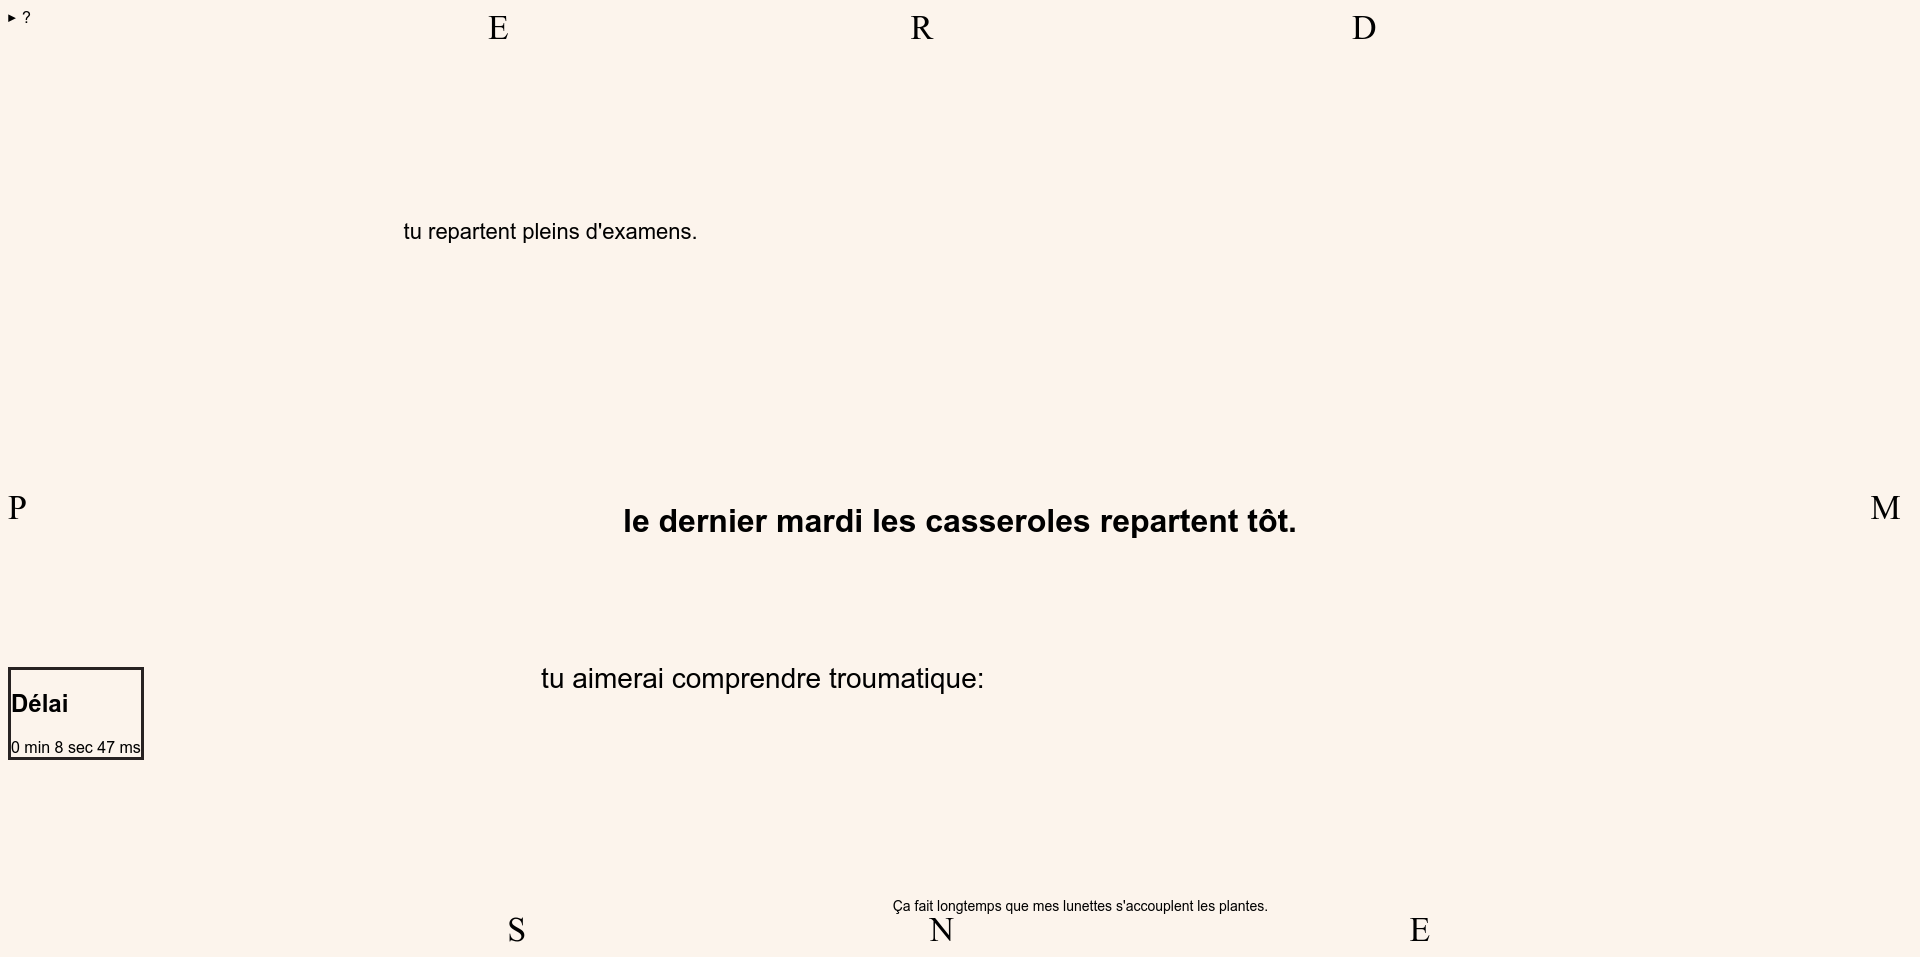 ▸ ?
E R D
tu repartent pleins d'examens.
P M
le dernier mardi les casseroles repartent tôt.
tu aimerai comprendre troumatique:
Délai
0 min 8 sec 47 ms
Ça fait longtemps que mes lunettes s'accouplent les plantes.
S N E